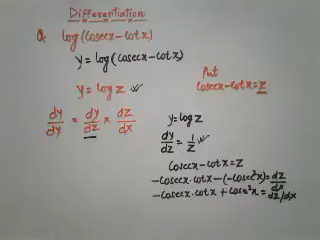 Differentiation
Q. log(cosecx-cotx)
y = log(cosecx-cotx)
y = log z
Put
cosecx-cotx=z
dy/dy = dy/dz × dz/dx
y=log z
dy/dz = 1/z
cosecx-cotx=z
-cosecx.cotx-(-cosec²x)=dz/dx
-cosecx.cotx+cosec²x=dz/dx